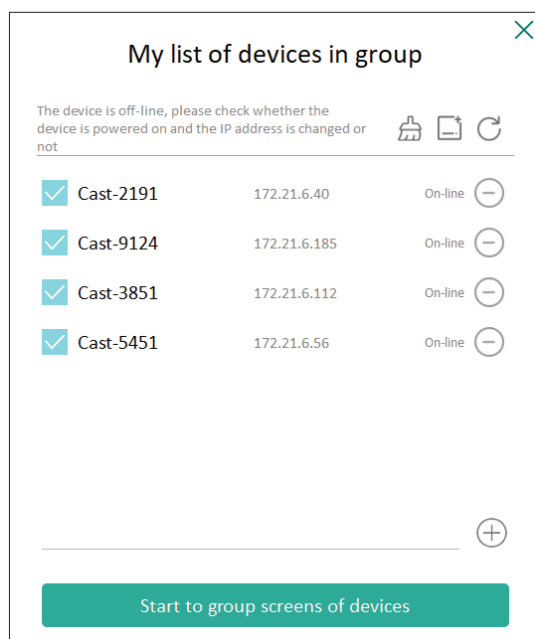 My list of devices in group
The device is off-line, please check whether the
device is powered on and the IP address is changed or
not
Cast-2191 172.21.6.40 On-line
Cast-9124 172.21.6.185 On-line
Cast-3851 172.21.6.112 On-line
Cast-5451 172.21.6.56 On-line
Start to group screens of devices